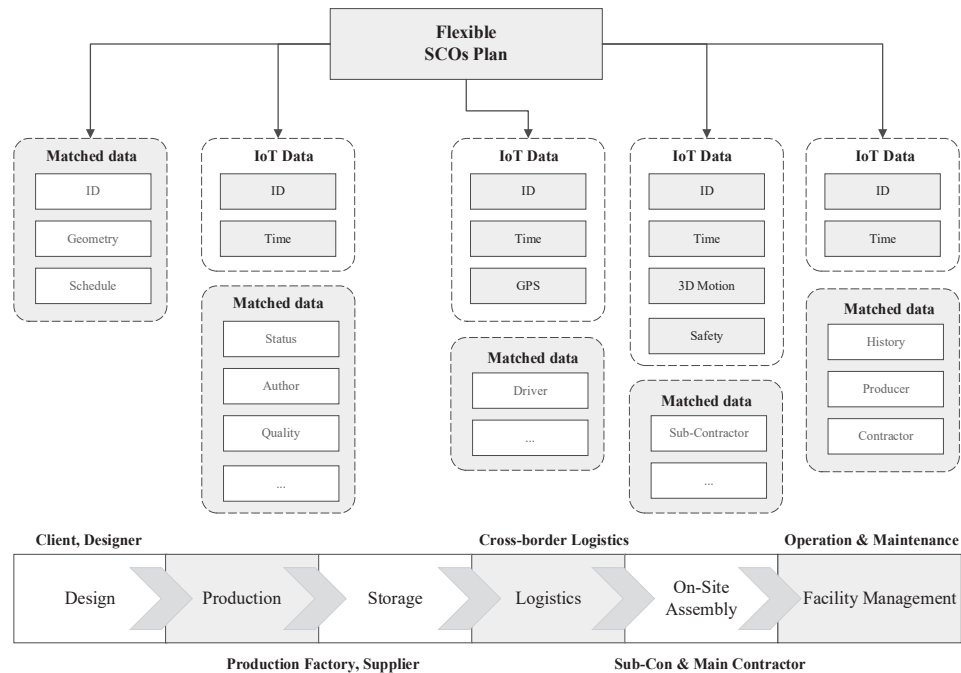 Flexible
SCOs Plan
Matched data
ID
Geometry
Schedule
IoT Data
ID
Time
Matched data
Status
Author
Quality
...
IoT Data
ID
Time
GPS
Matched data
Driver
...
IoT Data
ID
Time
3D Motion
Safety
Matched data
Sub-Contractor
...
IoT Data
ID
Time
Matched data
History
Producer
Contractor
Client, Designer
Cross-border Logistics
Operation & Maintenance
Design
Production
Storage
Logistics
On-Site
Assembly
Facility Management
Production Factory, Supplier
Sub-Con & Main Contractor